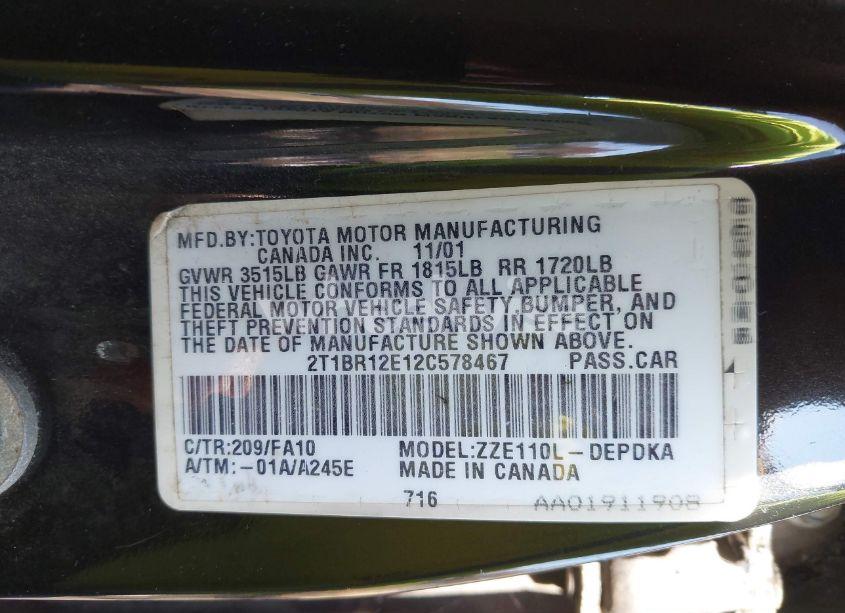 MFD.BY:TOYOTA MOTOR MANUFACTURING
CANADA INC. 11/01
GVWR 3515LB GAWR FR 1815LB RR 1720LB
THIS VEHICLE CONFORMS TO ALL APPLICABLE
FEDERAL MOTOR VEHICLE SAFETY,BUMPER, AND
THEFT PREVENTION STANDARDS IN EFFECT ON
THE DATE OF MANUFACTURE SHOWN ABOVE.
2T1BR12E12C578467 PASS.CAR
C/TR:209/FA10 MODEL:ZZE110L-DEPDKA
A/TM:-01A/A245E MADE IN CANADA
716 AA01911908